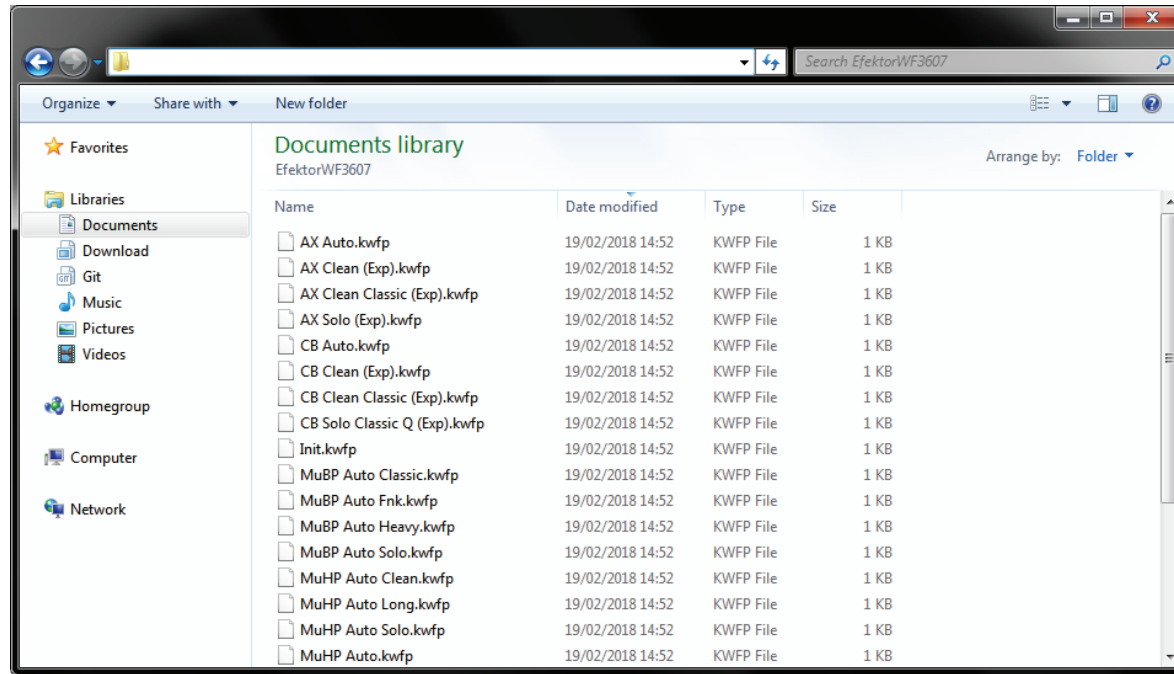 Search EfektorWF3607
Organize Share with New folder
Favorites
Libraries
Documents
Download
Git
Music
Pictures
Videos
Homegroup
Computer
Network
Documents library
EfektorWF3607
Arrange by: Folder
Name Date modified Type Size
AX Auto.kwfp 19/02/2018 14:52 KWFP File 1 KB
AX Clean (Exp).kwfp 19/02/2018 14:52 KWFP File 1 KB
AX Clean Classic (Exp).kwfp 19/02/2018 14:52 KWFP File 1 KB
AX Solo (Exp).kwfp 19/02/2018 14:52 KWFP File 1 KB
CB Auto.kwfp 19/02/2018 14:52 KWFP File 1 KB
CB Clean (Exp).kwfp 19/02/2018 14:52 KWFP File 1 KB
CB Clean Classic (Exp).kwfp 19/02/2018 14:52 KWFP File 1 KB
CB Solo Classic Q (Exp).kwfp 19/02/2018 14:52 KWFP File 1 KB
Init.kwfp 19/02/2018 14:52 KWFP File 1 KB
MuBP Auto Classic.kwfp 19/02/2018 14:52 KWFP File 1 KB
MuBP Auto Fnk.kwfp 19/02/2018 14:52 KWFP File 1 KB
MuBP Auto Heavy.kwfp 19/02/2018 14:52 KWFP File 1 KB
MuBP Auto Solo.kwfp 19/02/2018 14:52 KWFP File 1 KB
MuHP Auto Clean.kwfp 19/02/2018 14:52 KWFP File 1 KB
MuHP Auto Long.kwfp 19/02/2018 14:52 KWFP File 1 KB
MuHP Auto Solo.kwfp 19/02/2018 14:52 KWFP File 1 KB
MuHP Auto.kwfp 19/02/2018 14:52 KWFP File 1 KB